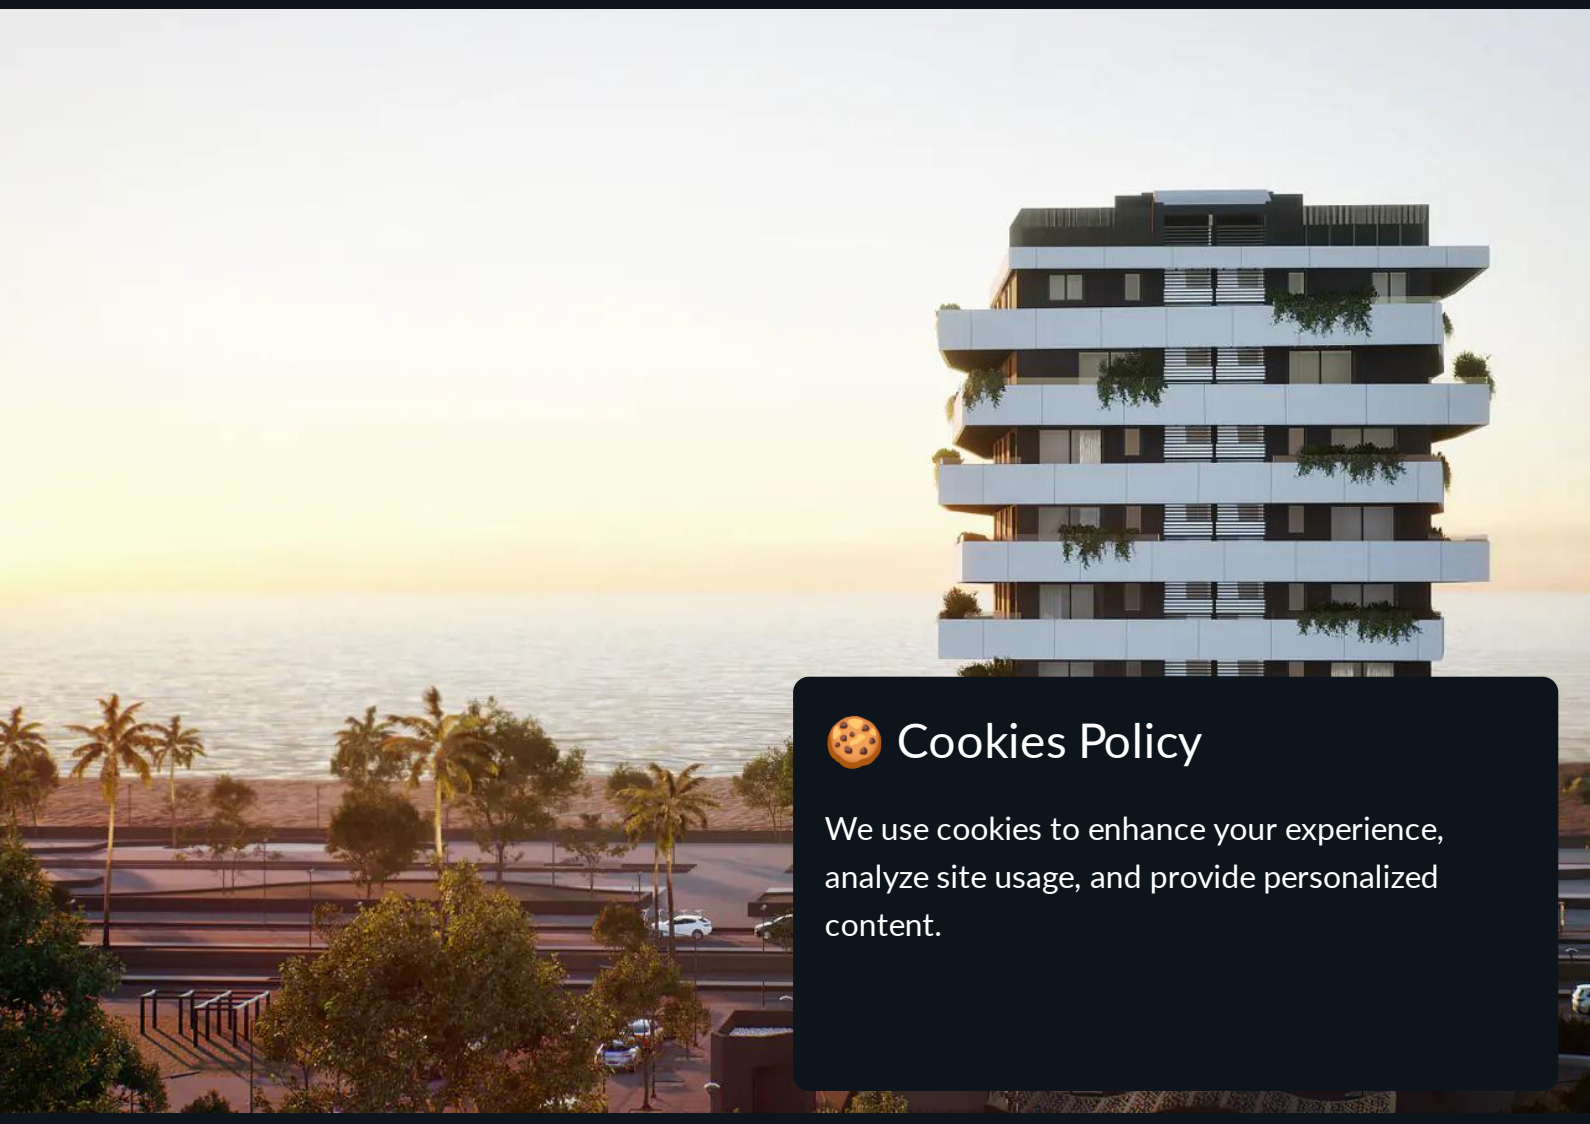 🍪 Cookies Policy
We use cookies to enhance your experience,
analyze site usage, and provide personalized
content.